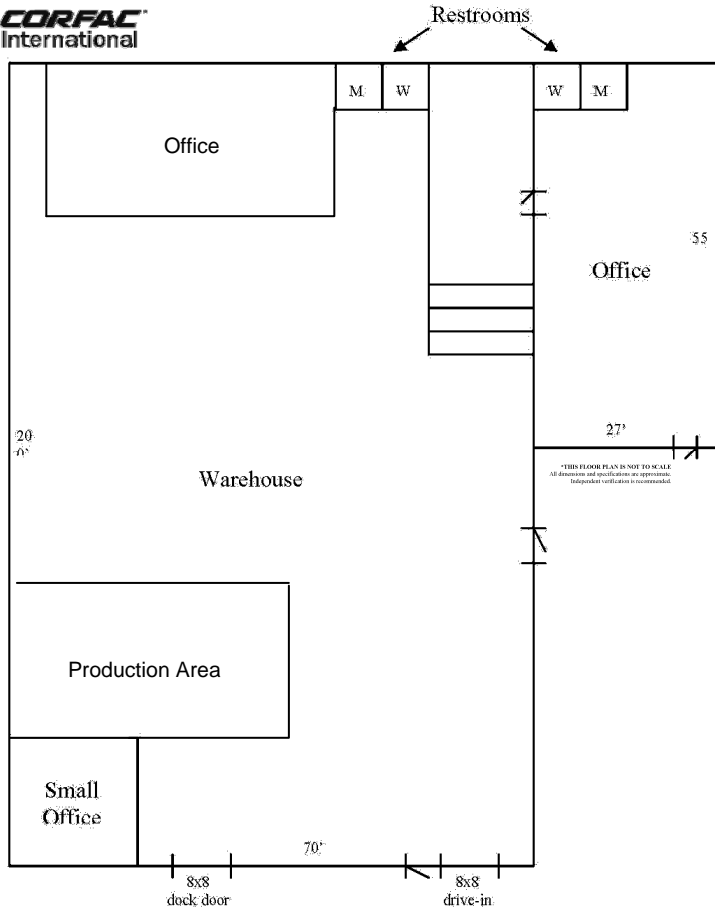 CORFAC
International
Restrooms
M
W
W
M
Office
55
Office
20
0'
27'
*THIS FLOOR PLAN IS NOT TO SCALE
All dimensions and specifications are approximate.
Independent verification is recommended.
Warehouse
Production Area
Small
Office
70'
8x8
dock door
8x8
drive-in